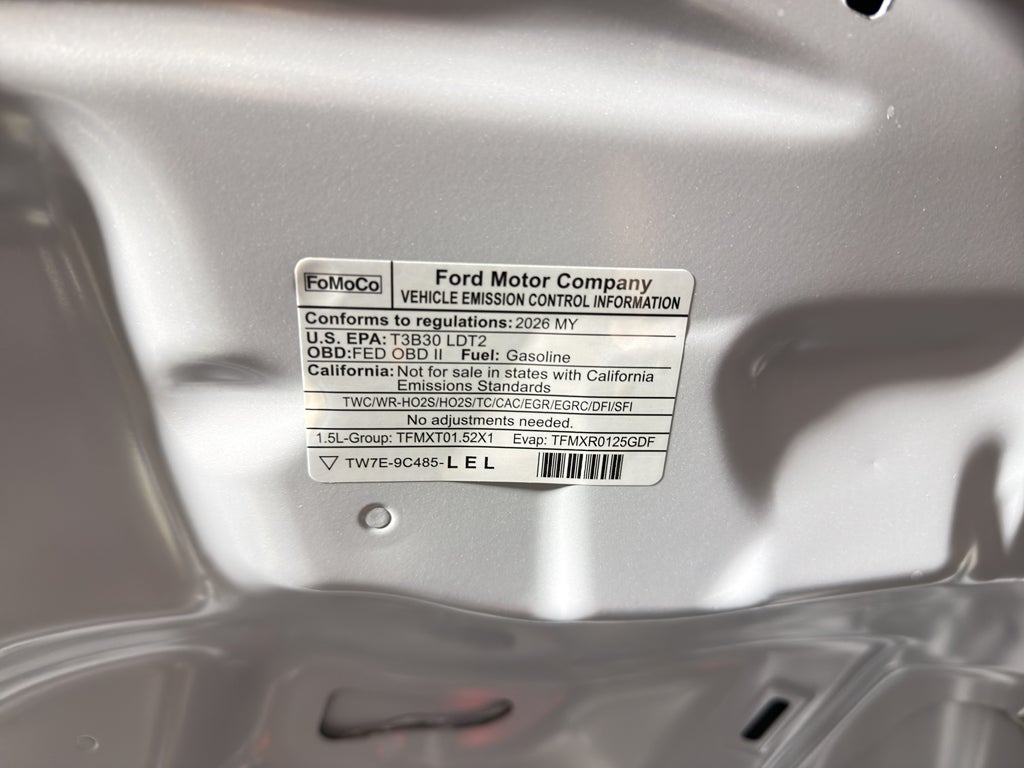 FoMoCo
Ford Motor Company
VEHICLE EMISSION CONTROL INFORMATION
Conforms to regulations: 2026 MY
U.S. EPA: T3B30 LDT2
OBD:FED OBD II Fuel: Gasoline
California: Not for sale in states with California
Emissions Standards
TWC/WR-HO2S/HO2S/TC/CAC/EGR/EGRC/DFI/SFI
No adjustments needed.
1.5L-Group: TFMXT01.52X1 Evap: TFMXR0125GDF
TW7E-9C485-LEL